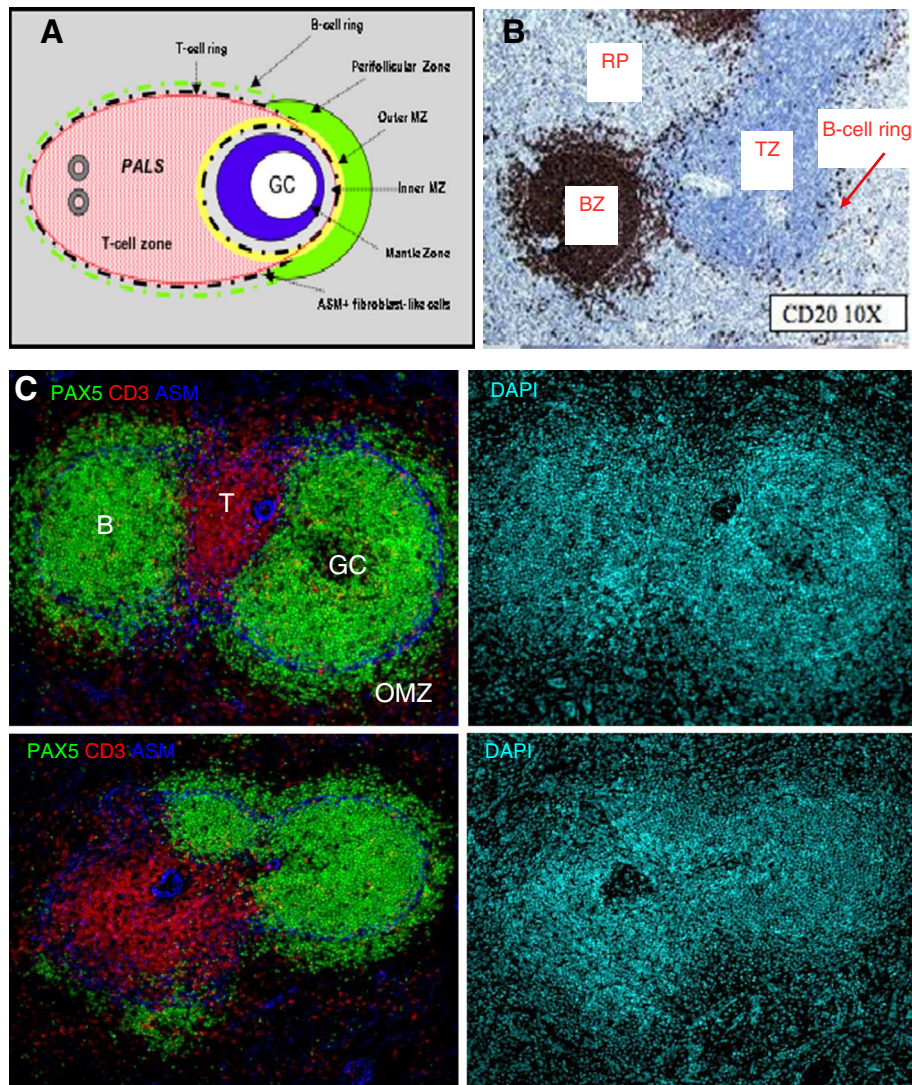 A
B-cell ring
T-cell ring
Perifollicular Zone
Outer MZ
PALS
GC
Inner MZ
T-cell zone
Mantle Zone
ASM+ fibroblast-like cells
B
RP
B-cell ring
TZ
BZ
CD20 10X
C
PAX5 CD3 ASM
B
T
GC
OMZ
DAPI
PAX5 CD3 ASM
DAPI